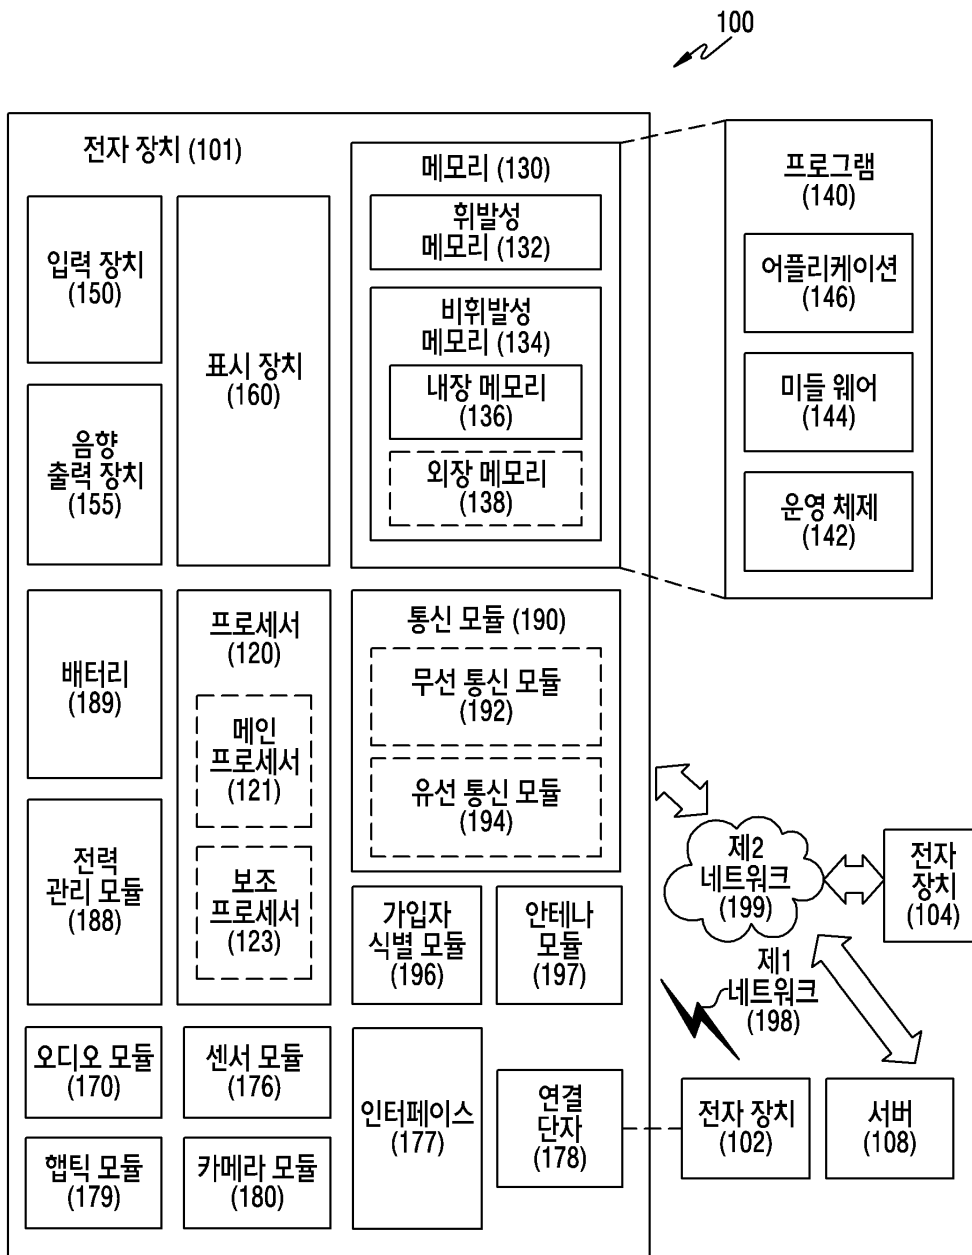 100
전자 장치 (101)
입력 장치
(150)
음향
출력 장치
(155)
표시 장치
(160)
메모리 (130)
휘발성
메모리 (132)
비휘발성
메모리 (134)
내장 메모리
(136)
외장 메모리
(138)
프로그램
(140)
어플리케이션
(146)
미들 웨어
(144)
운영 체제
(142)
배터리
(189)
전력
관리 모듈
(188)
프로세서
(120)
메인
프로세서
(121)
보조
프로세서
(123)
통신 모듈 (190)
무선 통신 모듈
(192)
유선 통신 모듈
(194)
가입자
식별 모듈
(196)
안테나
모듈
(197)
제2
네트워크
(199)
전자
장치
(104)
제1
네트워크
(198)
오디오 모듈
(170)
센서 모듈
(176)
햅틱 모듈
(179)
카메라 모듈
(180)
인터페이스
(177)
연결
단자
(178)
전자 장치
(102)
서버
(108)